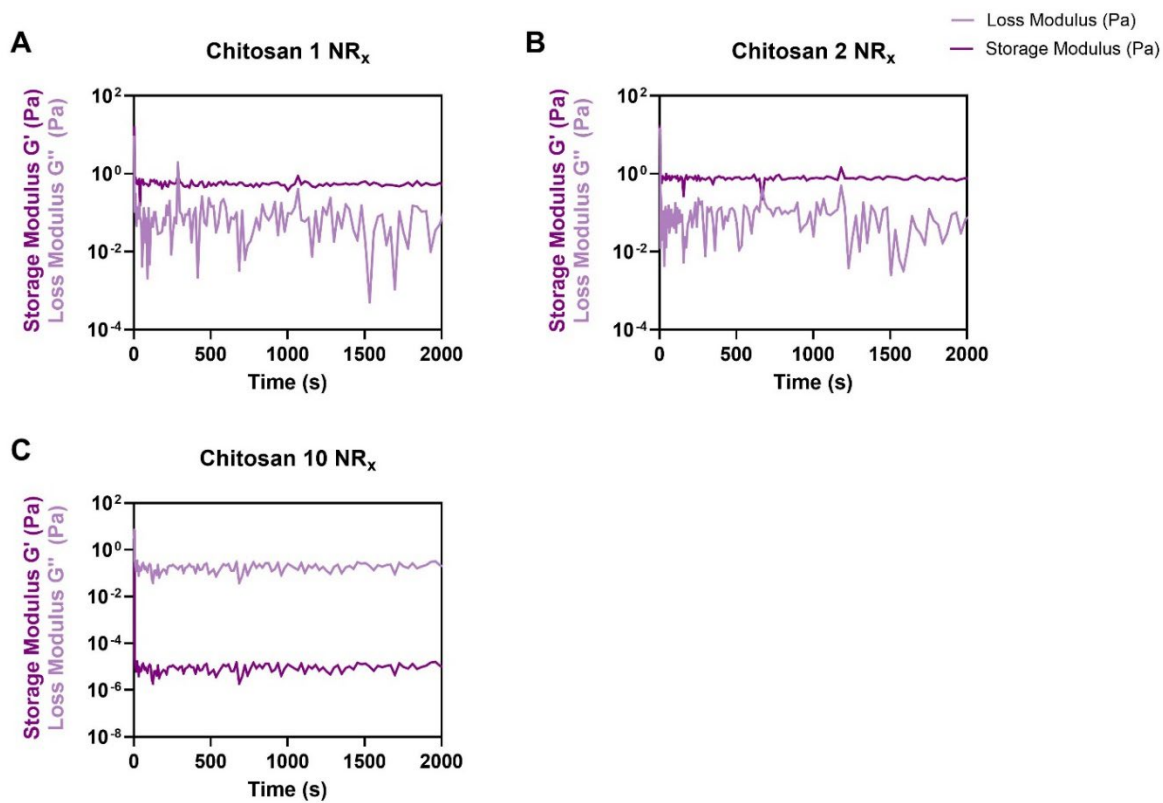 Loss Modulus (Pa)
Storage Modulus (Pa)
A
Chitosan 1 NRx
Storage Modulus G' (Pa)
Loss Modulus G'' (Pa)
10²
10⁰
10⁻²
10⁻⁴
0 500 1000 1500 2000
Time (s)
B
Chitosan 2 NRx
Storage Modulus G' (Pa)
Loss Modulus G'' (Pa)
10²
10⁰
10⁻²
10⁻⁴
0 500 1000 1500 2000
Time (s)
C
Chitosan 10 NRx
Storage Modulus G' (Pa)
Loss Modulus G'' (Pa)
10²
10⁰
10⁻²
10⁻⁴
10⁻⁶
10⁻⁸
0 500 1000 1500 2000
Time (s)